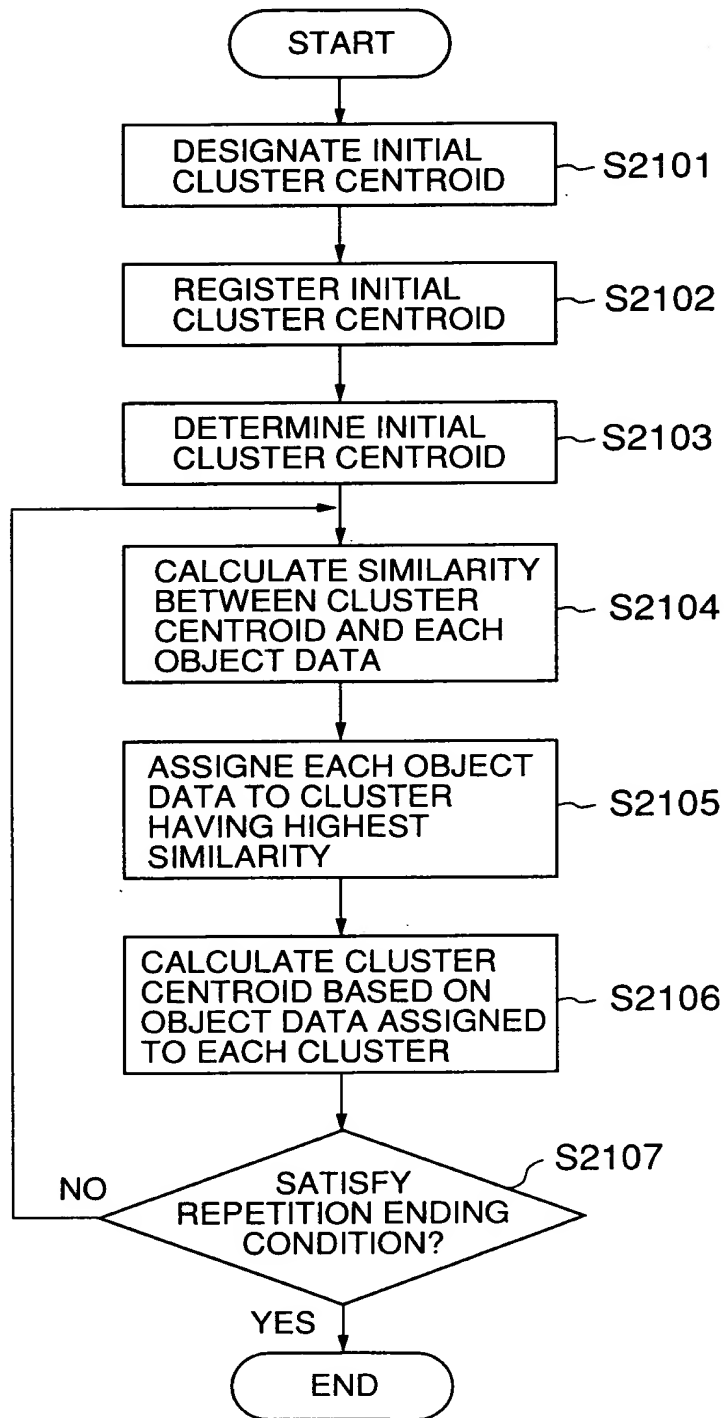 START
DESIGNATE INITIAL
CLUSTER CENTROID
S2101
REGISTER INITIAL
CLUSTER CENTROID
S2102
DETERMINE INITIAL
CLUSTER CENTROID
S2103
CALCULATE SIMILARITY
BETWEEN CLUSTER
CENTROID AND EACH
OBJECT DATA
S2104
ASSIGNE EACH OBJECT
DATA TO CLUSTER
HAVING HIGHEST
SIMILARITY
S2105
CALCULATE CLUSTER
CENTROID BASED ON
OBJECT DATA ASSIGNED
TO EACH CLUSTER
S2106
S2107
NO
SATISFY
REPETITION ENDING
CONDITION?
YES
END